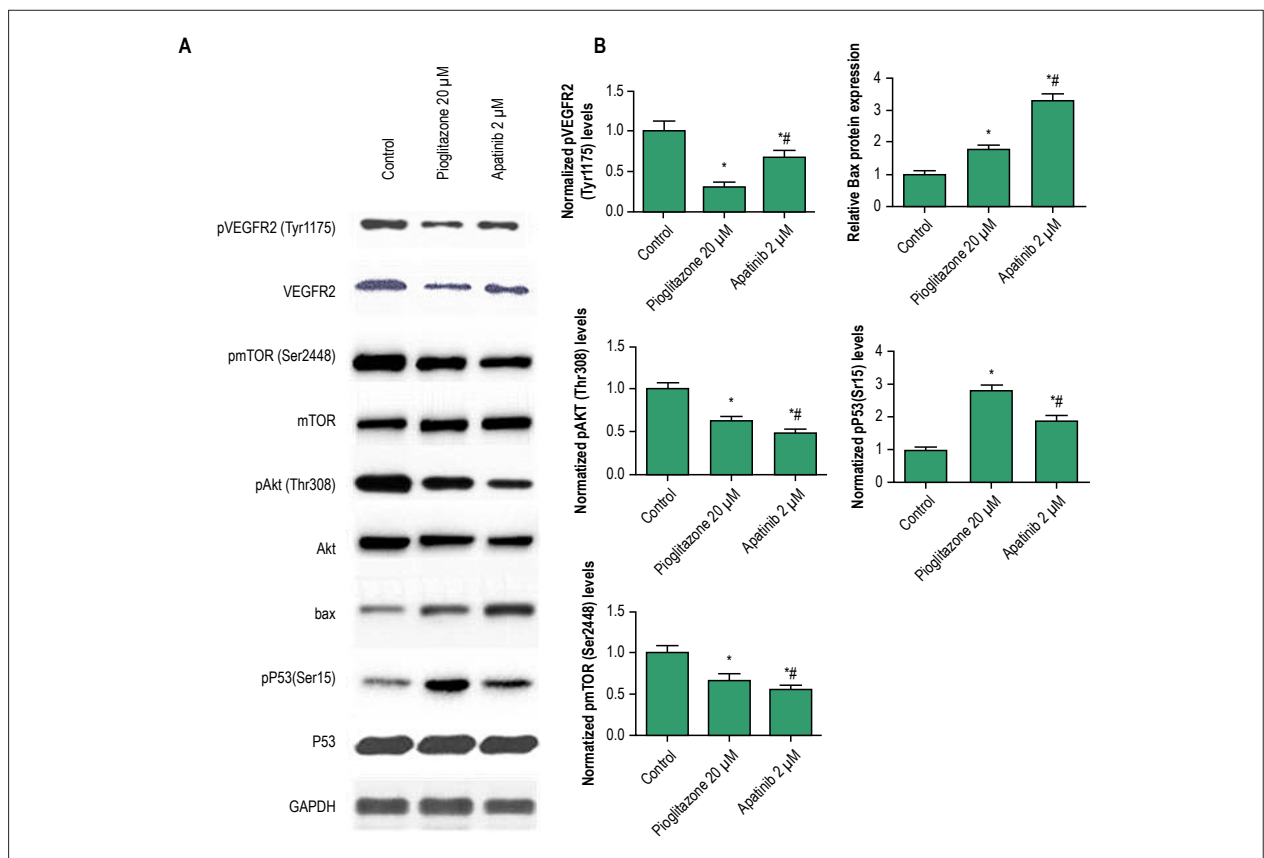 A
Control
Pioglitazone 20 µM
Apatinib 2 µM
pVEGFR2 (Tyr1175)
VEGFR2
pmTOR (Ser2448)
mTOR
pAkt (Thr308)
Akt
bax
pP53(Ser15)
P53
GAPDH
B
Normalized pVEGFR2
(Tyr1175) levels
1.5
1.0
0.5
0.0
*
*#
Control
Pioglitazone 20 µM
Apatinib 2 µM
Relative Bax protein expression
4
3
2
1
0
*
*#
Control
Pioglitazone 20 µM
Apatinib 2 µM
Normatized pAKT (Thr308) levels
1.5
1.0
0.5
0.0
*
*#
Control
Pioglitazone 20 µM
Apatinib 2 µM
Normatized pP53(Sr15) levels
4
3
2
1
0
*
*#
Control
Pioglitazone 20 µM
Apatinib 2 µM
Normatized pmTOR (Ser2448) levels
1.5
1.0
0.5
0.0
*
*#
Control
Pioglitazone 20 µM
Apatinib 2 µM